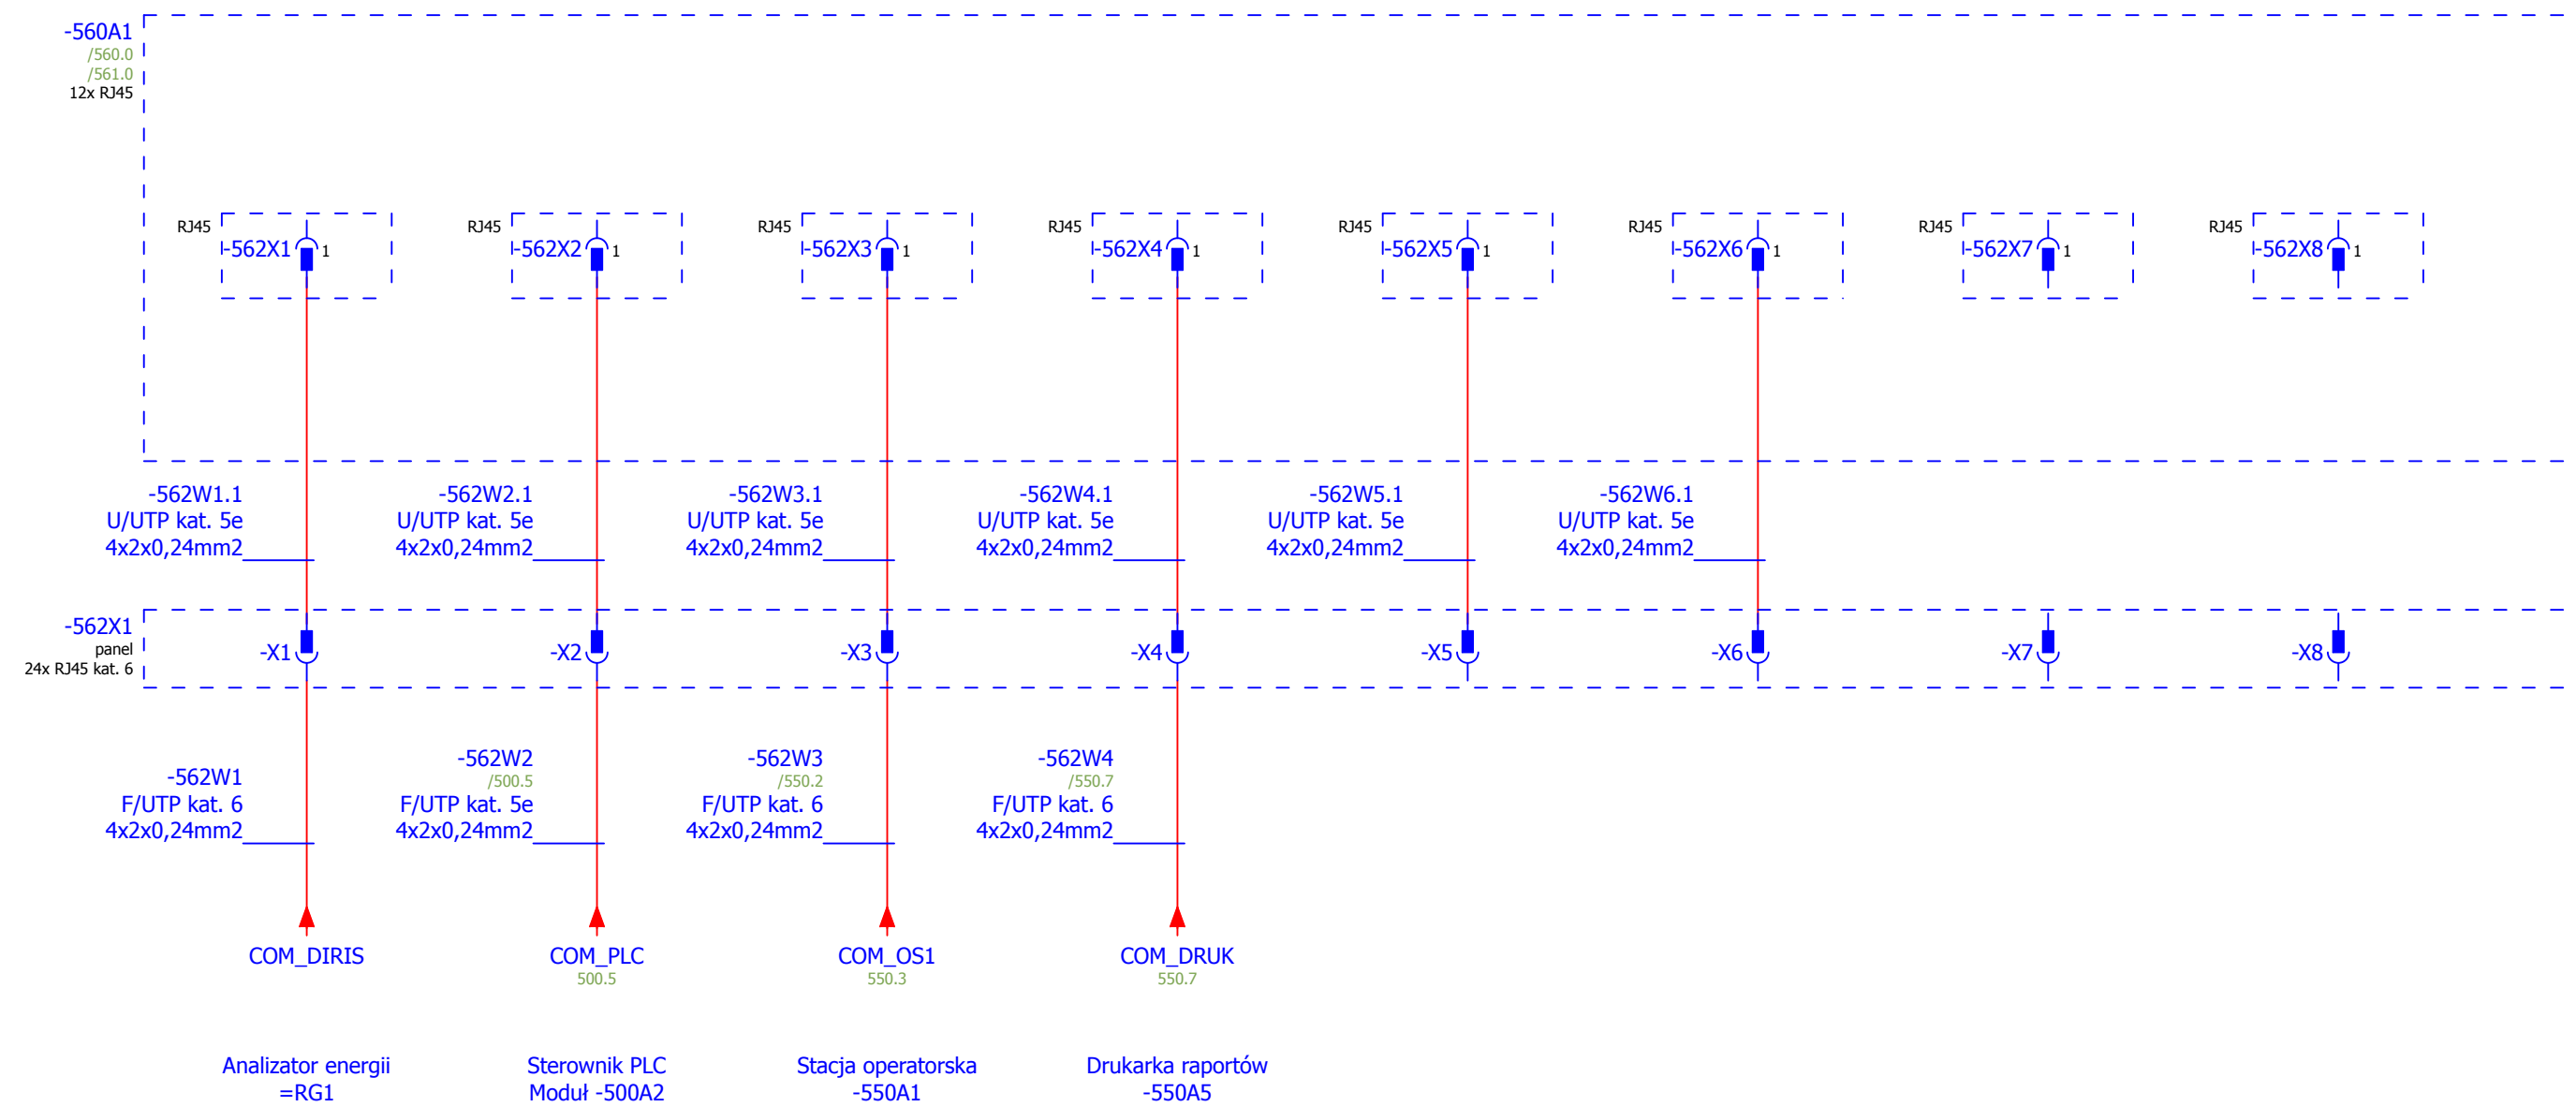 -560A1
/560.0
/561.0
12x RJ45
RJ45
-562X1
1
RJ45
-562X2
1
RJ45
-562X3
1
RJ45
-562X4
1
RJ45
-562X5
1
RJ45
-562X6
1
RJ45
-562X7
1
RJ45
-562X8
1
-562W1.1
U/UTP kat. 5e
4x2x0,24mm2
-562W2.1
U/UTP kat. 5e
4x2x0,24mm2
-562W3.1
U/UTP kat. 5e
4x2x0,24mm2
-562W4.1
U/UTP kat. 5e
4x2x0,24mm2
-562W5.1
U/UTP kat. 5e
4x2x0,24mm2
-562W6.1
U/UTP kat. 5e
4x2x0,24mm2
-562X1
panel
24x RJ45 kat. 6
-X1
-X2
-X3
-X4
-X5
-X6
-X7
-X8
-562W1
F/UTP kat. 6
4x2x0,24mm2
-562W2
/500.5
F/UTP kat. 5e
4x2x0,24mm2
-562W3
/550.2
F/UTP kat. 6
4x2x0,24mm2
-562W4
/550.7
F/UTP kat. 6
4x2x0,24mm2
COM_DIRIS
COM_PLC
500.5
COM_OS1
550.3
COM_DRUK
550.7
Analizator energii
=RG1
Sterownik PLC
Moduł -500A2
Stacja operatorska
-550A1
Drukarka raportów
-550A5